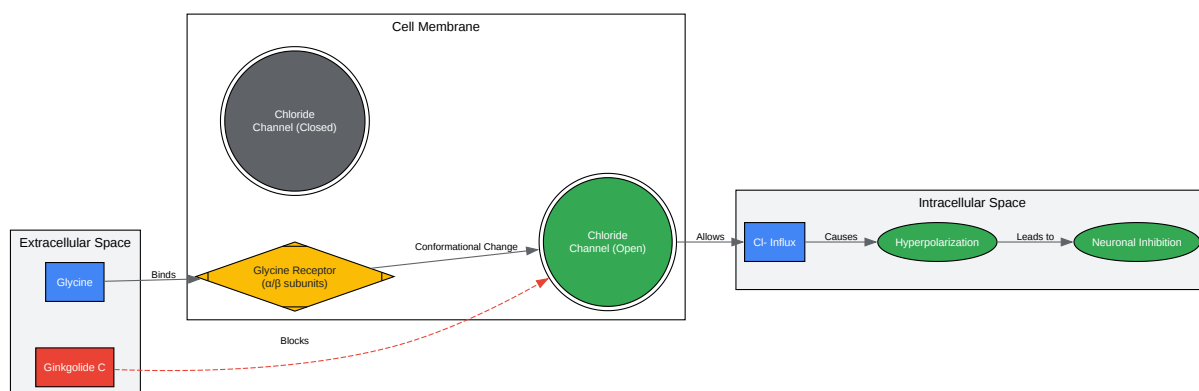 Cell Membrane
Chloride
Channel (Closed)
Extracellular Space
Glycine
Binds
Glycine Receptor
(α/β subunits)
Conformational Change
Chloride
Channel (Open)
Allows
Intracellular Space
Cl- Influx
Causes
Hyperpolarization
Leads to
Neuronal Inhibition
Blocks
Ginkgolide C